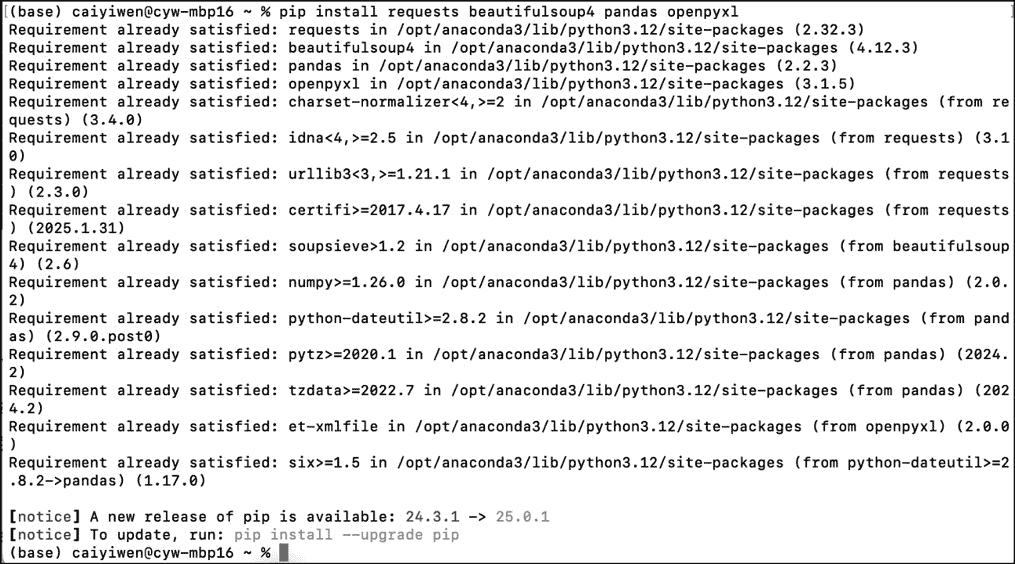 (base) caiyiwen@cyw-mbp16 ~ % pip install requests beautifulsoup4 pandas openpyxl
Requirement already satisfied: requests in /opt/anaconda3/lib/python3.12/site-packages (2.32.3)
Requirement already satisfied: beautifulsoup4 in /opt/anaconda3/lib/python3.12/site-packages (4.12.3)
Requirement already satisfied: pandas in /opt/anaconda3/lib/python3.12/site-packages (2.2.3)
Requirement already satisfied: openpyxl in /opt/anaconda3/lib/python3.12/site-packages (3.1.5)
Requirement already satisfied: charset-normalizer<4,>=2 in /opt/anaconda3/lib/python3.12/site-packages (from re
quests) (3.4.0)
Requirement already satisfied: idna<4,>=2.5 in /opt/anaconda3/lib/python3.12/site-packages (from requests) (3.1
0)
Requirement already satisfied: urllib3<3,>=1.21.1 in /opt/anaconda3/lib/python3.12/site-packages (from requests
) (2.3.0)
Requirement already satisfied: certifi>=2017.4.17 in /opt/anaconda3/lib/python3.12/site-packages (from requests
) (2025.1.31)
Requirement already satisfied: soupsieve>1.2 in /opt/anaconda3/lib/python3.12/site-packages (from beautifulsoup
4) (2.6)
Requirement already satisfied: numpy>=1.26.0 in /opt/anaconda3/lib/python3.12/site-packages (from pandas) (2.0.
2)
Requirement already satisfied: python-dateutil>=2.8.2 in /opt/anaconda3/lib/python3.12/site-packages (from pand
as) (2.9.0.post0)
Requirement already satisfied: pytz>=2020.1 in /opt/anaconda3/lib/python3.12/site-packages (from pandas) (2024.
2)
Requirement already satisfied: tzdata>=2022.7 in /opt/anaconda3/lib/python3.12/site-packages (from pandas) (202
4.2)
Requirement already satisfied: et-xmlfile in /opt/anaconda3/lib/python3.12/site-packages (from openpyxl) (2.0.0
)
Requirement already satisfied: six>=1.5 in /opt/anaconda3/lib/python3.12/site-packages (from python-dateutil>=2
.8.2->pandas) (1.17.0)
[notice] A new release of pip is available: 24.3.1 -> 25.0.1
[notice] To update, run: pip install --upgrade pip
(base) caiyiwen@cyw-mbp16 ~ %